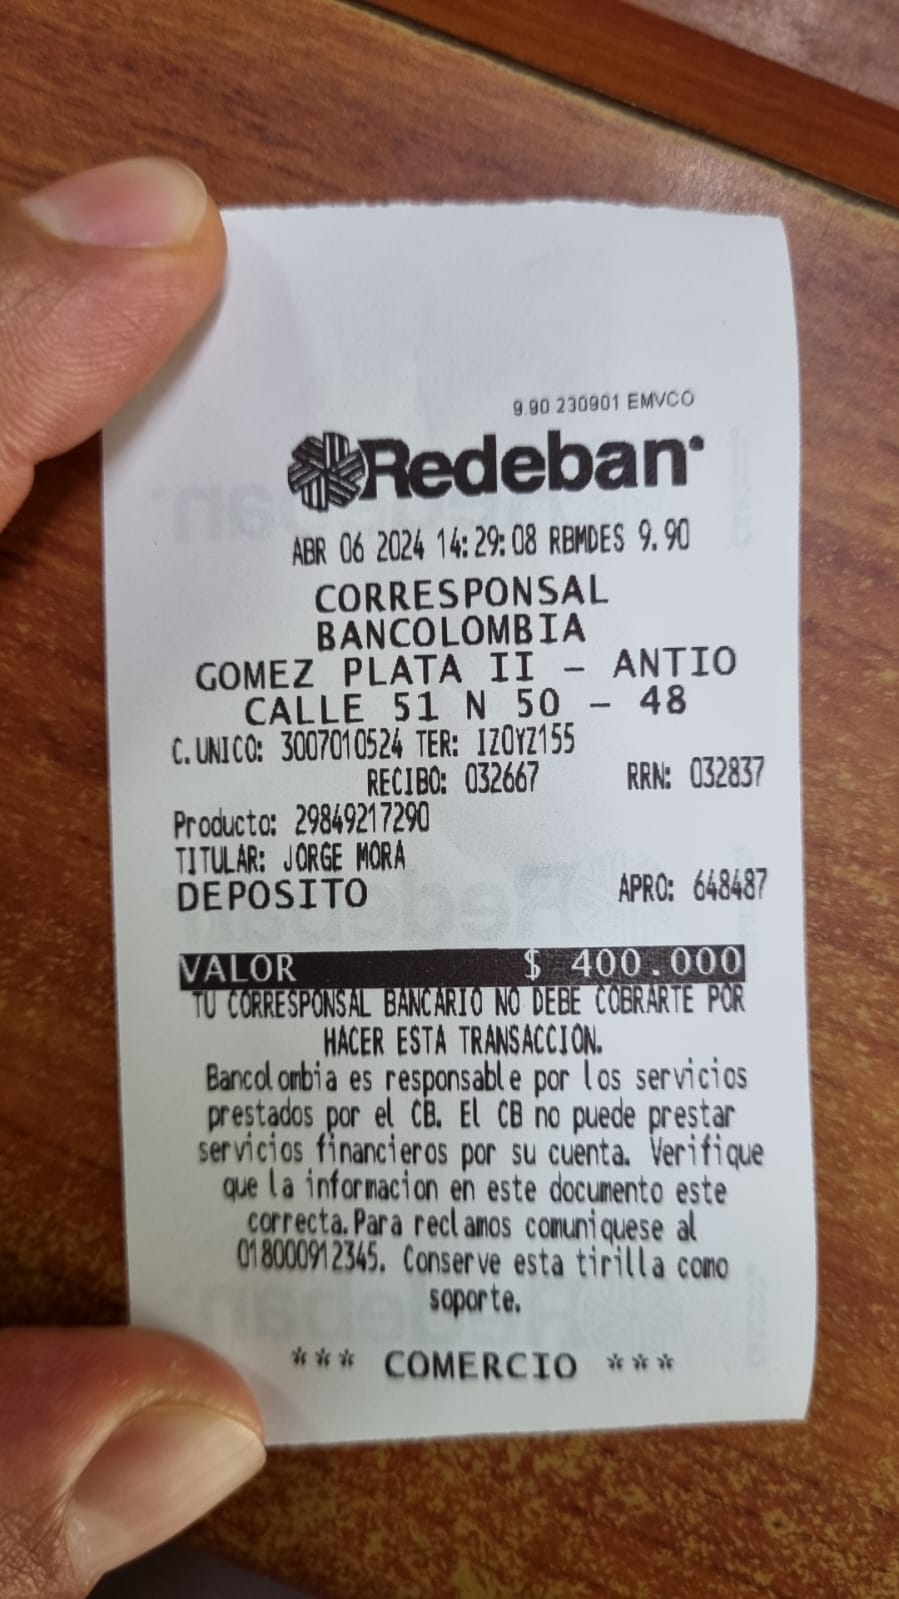 9.90 230901 EMVCO
Redeban
ABR 06 2024 14:29:08 RBMDES 9.90
CORRESPONSAL
BANCOLOMBIA
GOMEZ PLATA II - ANTIO
CALLE 51 N 50 - 48
C.UNICO: 3007010524 TER: IZOYZ155
RECIBO: 032667 RRN: 032837
Producto: 29849217290
TITULAR: JORGE MORA
DEPOSITO APRO: 648487
VALOR $ 400.000
TU CORRESPONSAL BANCARIO NO DEBE COBRARTE POR
HACER ESTA TRANSACCION.
Bancolombia es responsable por los servicios
prestados por el CB. El CB no puede prestar
servicios financieros por su cuenta. Verifique
que la informacion en este documento este
correcta.Para reclamos comuniquese al
018000912345. Conserve esta tirilla como
soporte.
*** COMERCIO ***